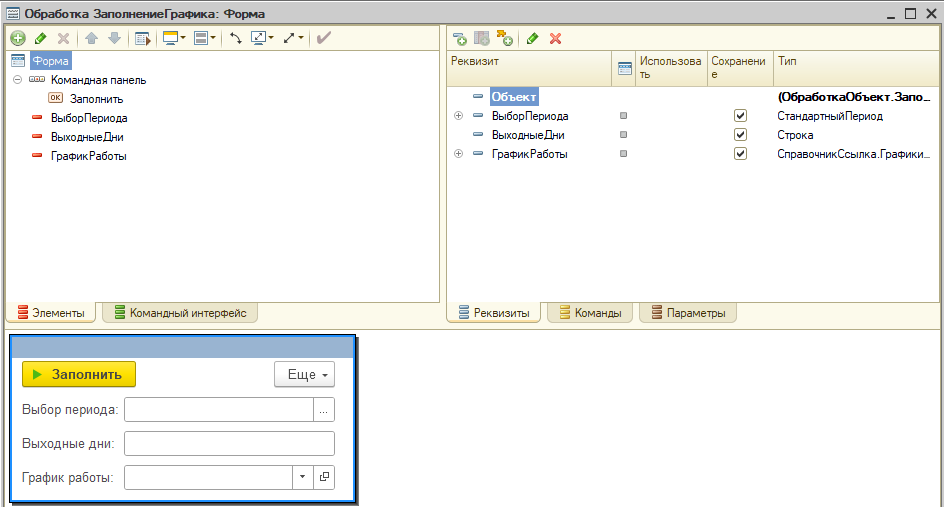 Обработка ЗаполнениеГрафика: Форма
Форма
Командная панель
OK Заполнить
ВыборПериода
ВыходныеДни
ГрафикРаботы
Элементы
Командный интерфейс
Реквизит
Использова
ть
Сохранени
е
Тип
Объект
(ОбработкаОбъект.Запо...
ВыборПериода
СтандартныйПериод
ВыходныеДни
Строка
ГрафикРаботы
СправочникСсылка.Графики...
Реквизиты
Команды
Параметры
Заполнить
Еще
Выбор периода:
...
Выходные дни:
График работы: